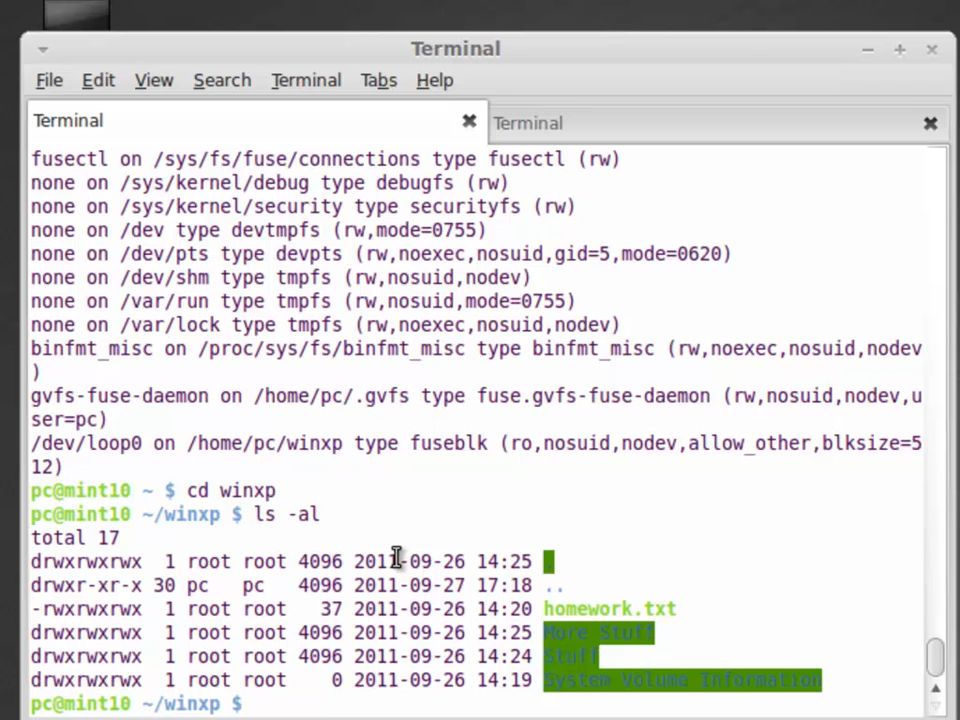 Terminal
File Edit View Search Terminal Tabs Help
Terminal Terminal
fusectl on /sys/fs/fuse/connections type fusectl (rw)
none on /sys/kernel/debug type debugfs (rw)
none on /sys/kernel/security type securityfs (rw)
none on /dev type devtmpfs (rw,mode=0755)
none on /dev/pts type devpts (rw,noexec,nosuid,gid=5,mode=0620)
none on /dev/shm type tmpfs (rw,nosuid,nodev)
none on /var/run type tmpfs (rw,nosuid,mode=0755)
none on /var/lock type tmpfs (rw,noexec,nosuid,nodev)
binfmt_misc on /proc/sys/fs/binfmt_misc type binfmt_misc (rw,noexec,nosuid,nodev
)
gvfs-fuse-daemon on /home/pc/.gvfs type fuse.gvfs-fuse-daemon (rw,nosuid,nodev,u
ser=pc)
/dev/loop0 on /home/pc/winxp type fuseblk (ro,nosuid,nodev,allow_other,blksize=5
12)
pc@mint10 ~ $ cd winxp
pc@mint10 ~/winxp $ ls -al
total 17
drwxrwxrwx 1 root root 4096 2011-09-26 14:25 .
drwxr-xr-x 30 pc pc 4096 2011-09-27 17:18 ..
-rwxrwxrwx 1 root root 37 2011-09-26 14:20 homework.txt
drwxrwxrwx 1 root root 4096 2011-09-26 14:25 More Stuff
drwxrwxrwx 1 root root 4096 2011-09-26 14:24 Stuff
drwxrwxrwx 1 root root 0 2011-09-26 14:19 System Volume Information
pc@mint10 ~/winxp $